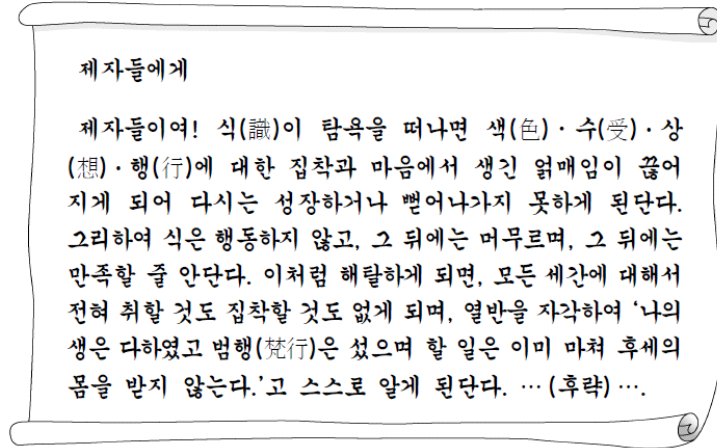 제자들에게
제자들이여! 식(識)이 탐욕을 떠나면 색(色)·수(受)·상
(想)·행(行)에 대한 집착과 마음에서 생긴 얽매임이 끊어
지게 되어 다시는 성장하거나 뻗어나가지 못하게 된단다.
그리하여 식은 행동하지 않고, 그 뒤에는 머무르며, 그 뒤에는
만족할 줄 안단다. 이처럼 해탈하게 되면, 모든 세간에 대해서
전혀 취할 것도 집착할 것도 없게 되며, 열반을 자각하여 ‘나의
생은 다하였고 범행(梵行)은 섰으며 할 일은 이미 마쳐 후세의
몸을 받지 않는다.’고 스스로 알게 된단다. …(후략)….